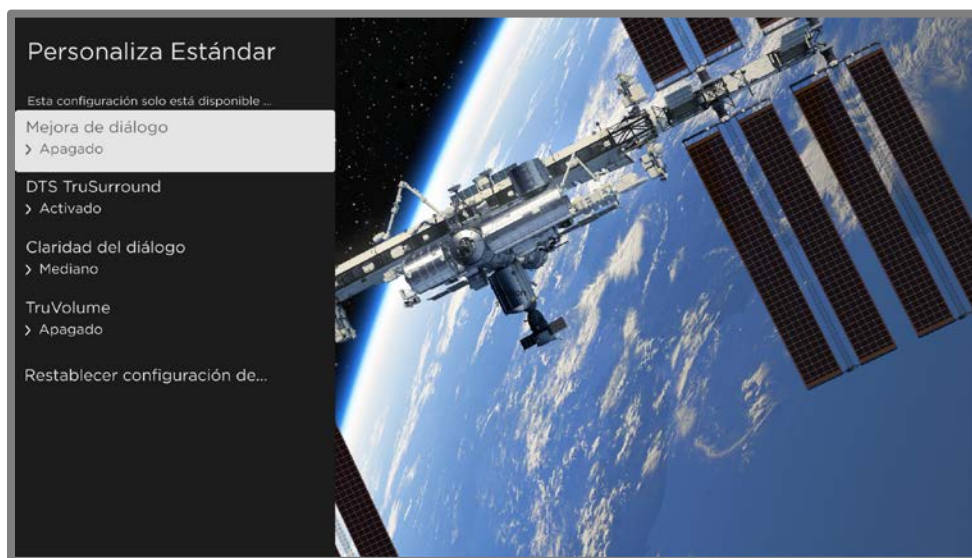 Personaliza Estándar
Esta configuración solo está disponible ...
Mejora de diálogo
> Apagado
DTS TruSurround
> Activado
Claridad del diálogo
> Mediano
TruVolume
> Apagado
Restablecer configuración de...